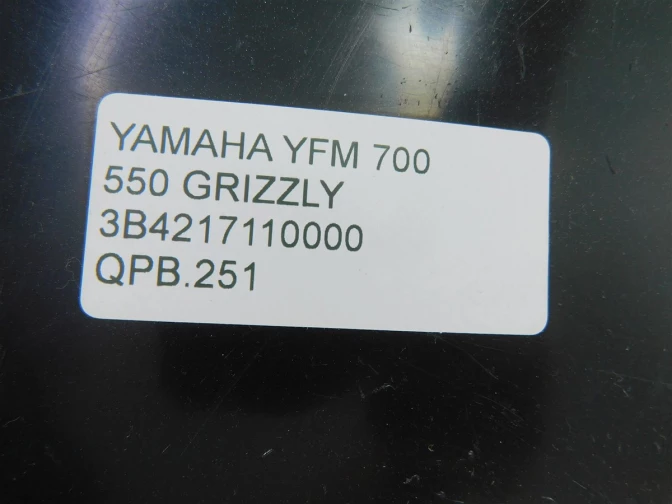 YAMAHA YFM 700
550 GRIZZLY
3B4217110000
QPB.251